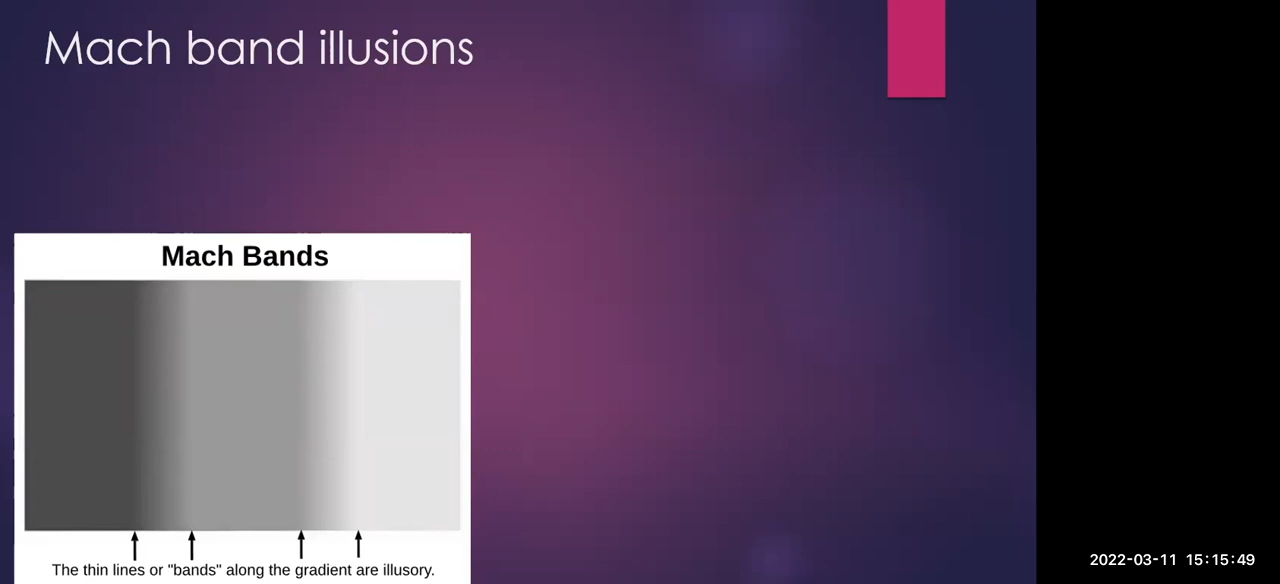 Mach band illusions
Mach Bands
The thin lines or "bands" along the gradient are illusory.
2022-03-11 15:15:49